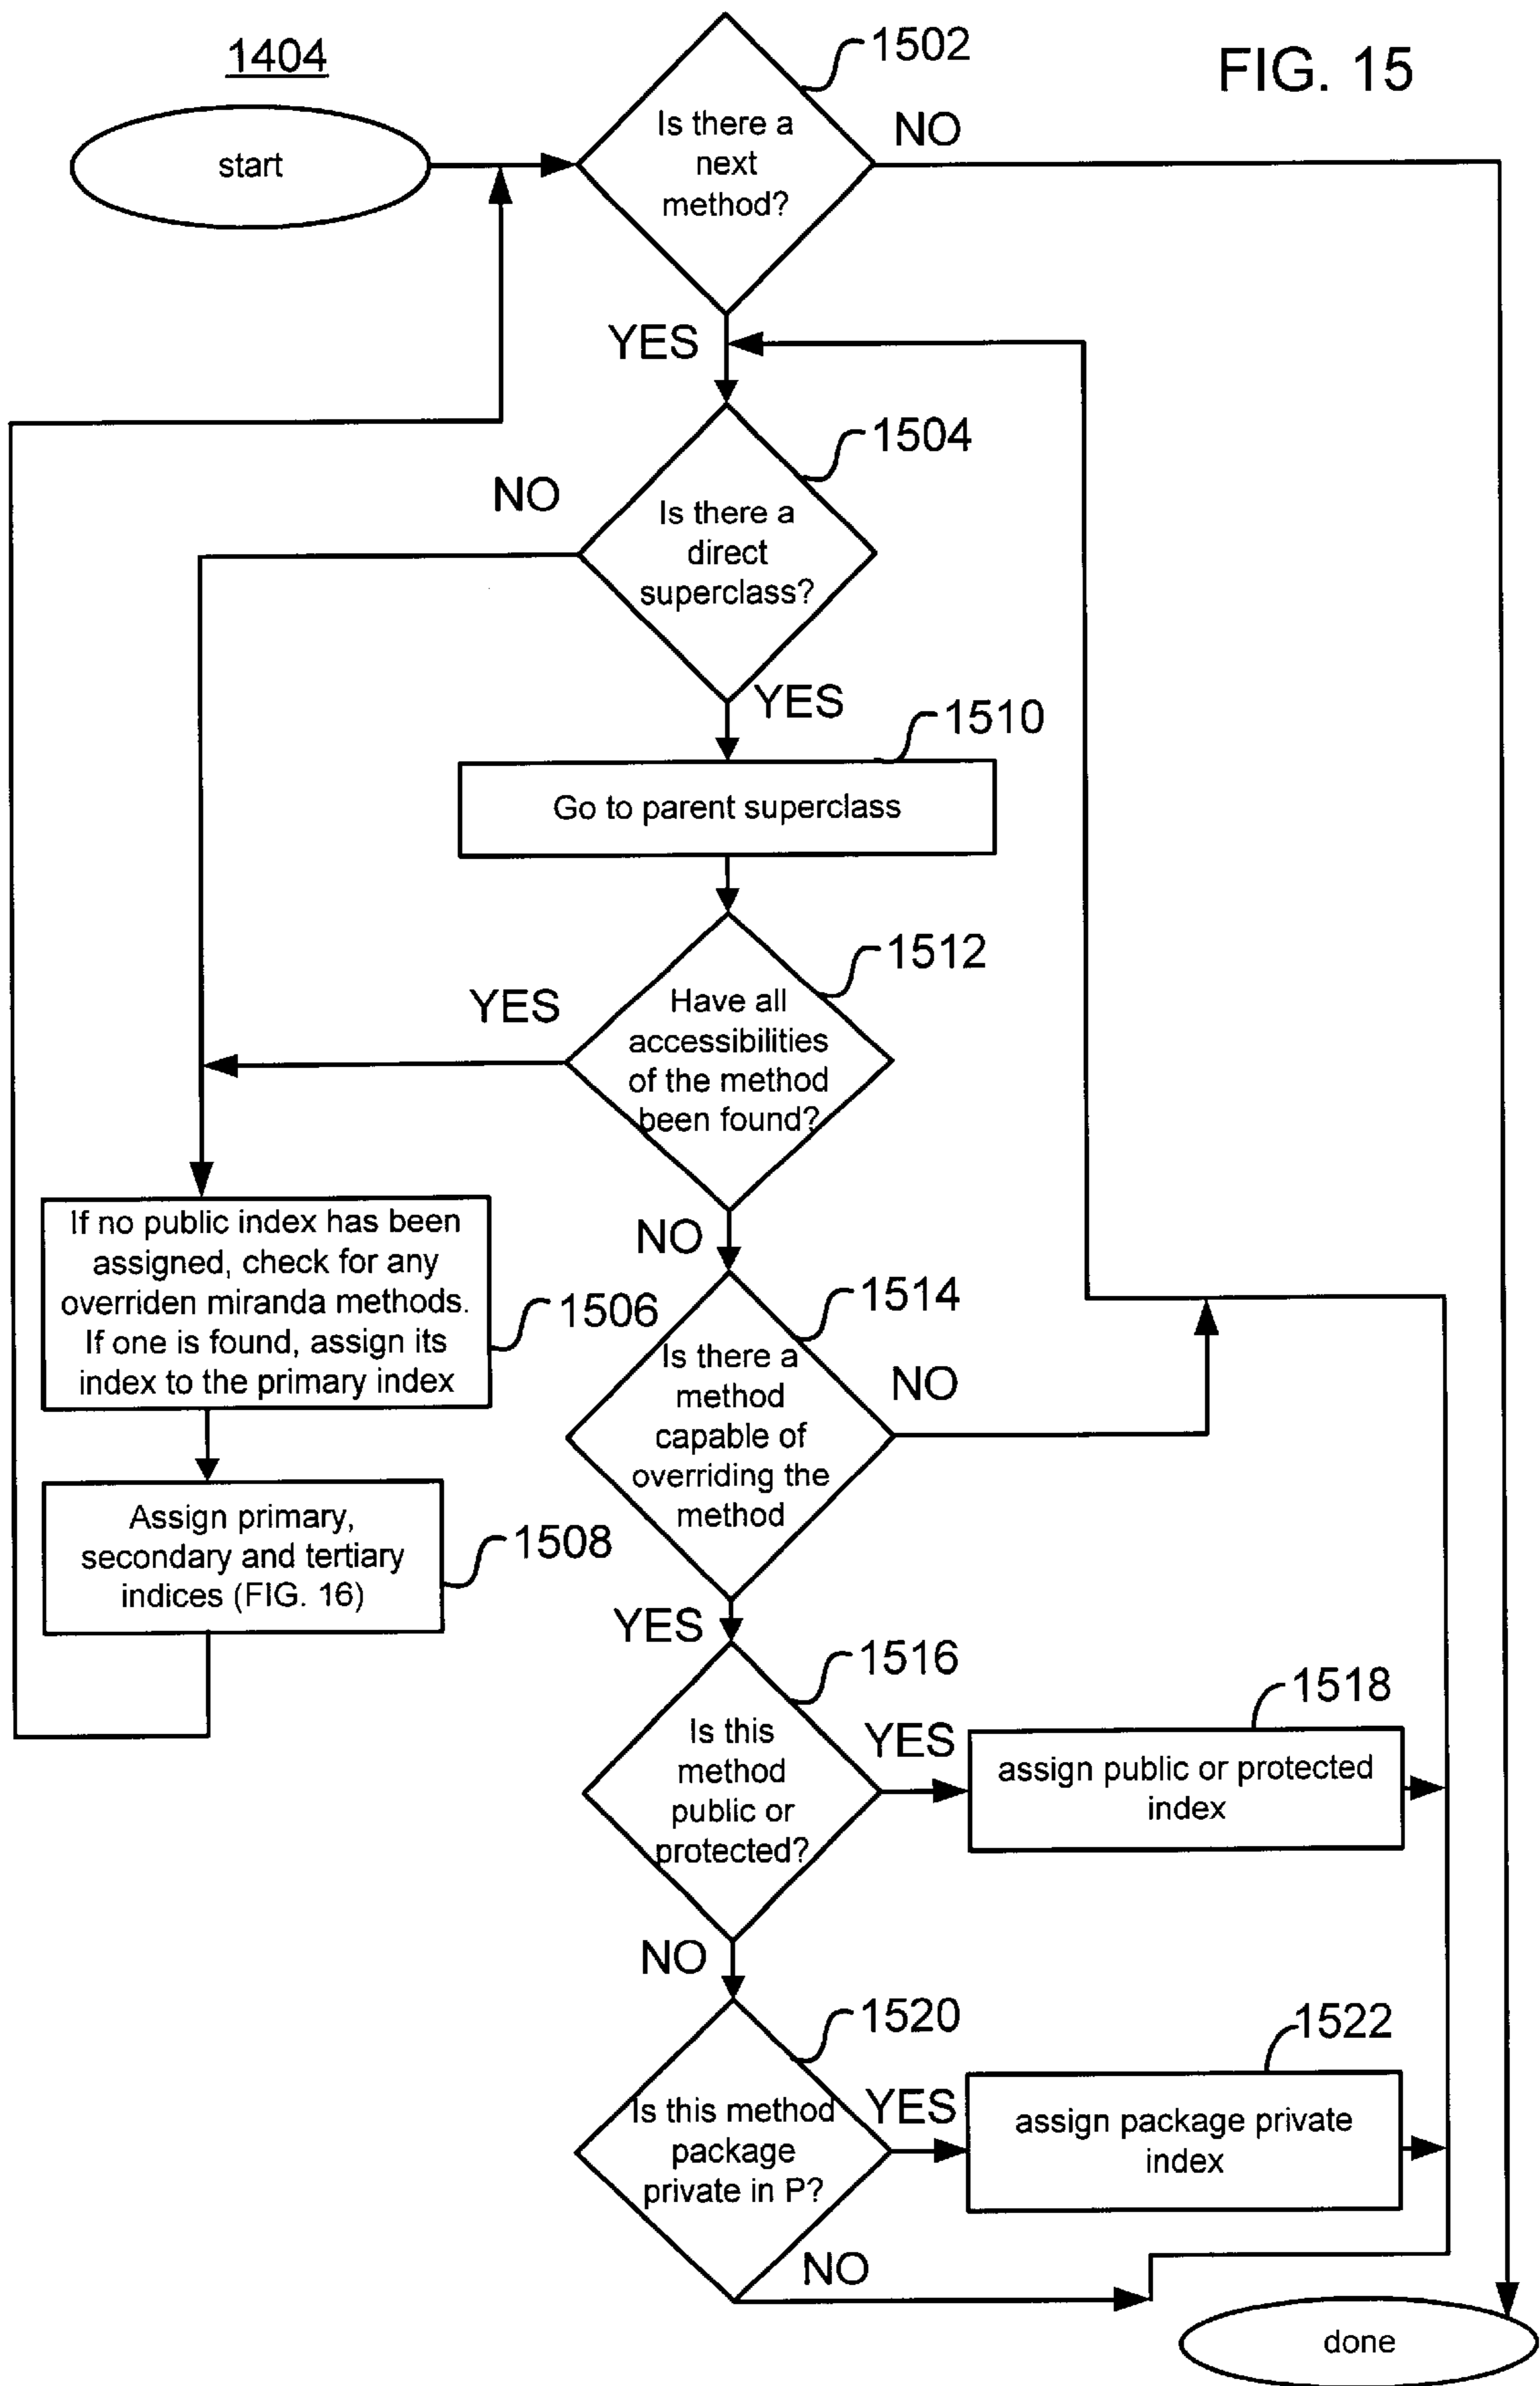 1404
FIG. 15
1502
start
Is there a
next
method?
NO
YES
1504
NO
Is there a
direct
superclass?
YES
1510
Go to parent superclass
1512
YES
Have all
accessibilities
of the method
been found?
NO
If no public index has been
assigned, check for any
overriden miranda methods.
If one is found, assign its
index to the primary index
1506
1514
Is there a
method
capable of
overriding the
method
NO
Assign primary,
secondary and tertiary
indices (FIG. 16)
1508
YES
1516
Is this
method
public or
protected?
YES
1518
assign public or protected
index
NO
1520
Is this method
package
private in P?
YES
1522
assign package private
index
NO
done